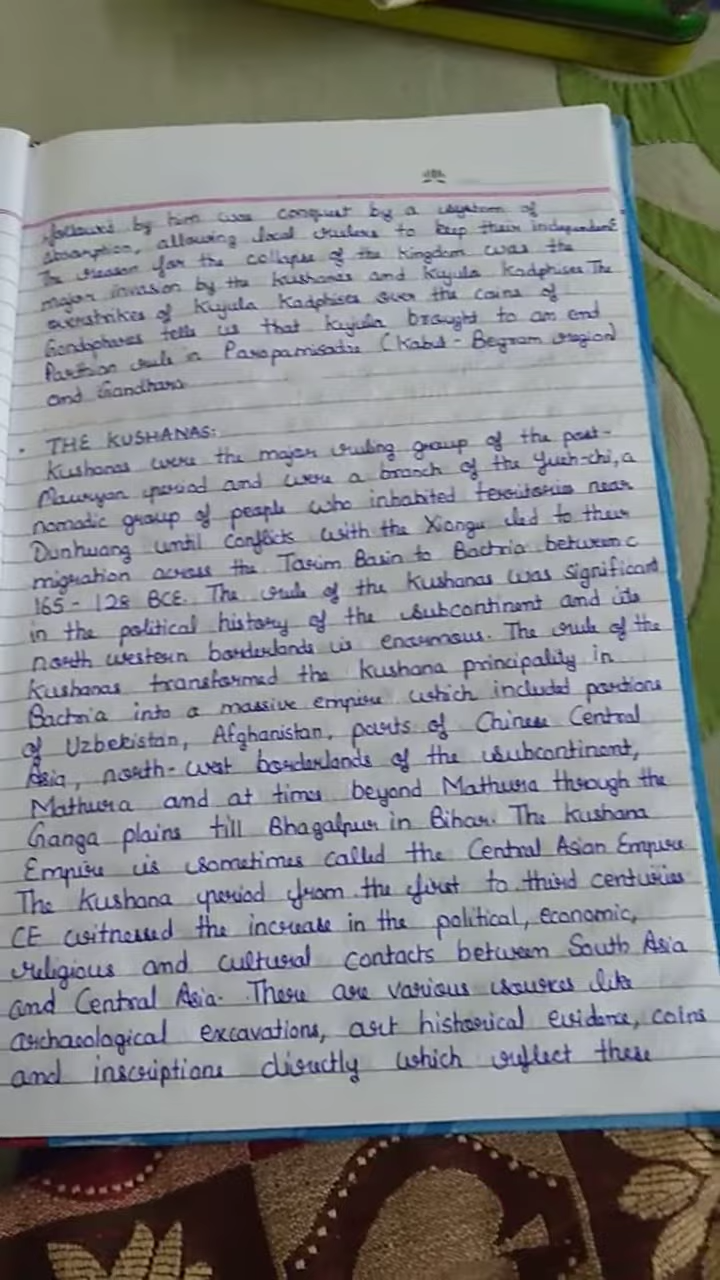 followed by him was conquest by a system of
absorption, allowing local rulers to keep their independent.
The reason for the collapse of the kingdom was the
major invasion by the Kushanas and Kujula Kadphises. The
overstrikes of Kujula Kadphises over the coins of
Gondophares tells us that Kujula brought to an end
Parthian rule in Paropamisadae (Kabul - Begram region)
and Gandhara
• THE KUSHANAS:
Kushanas were the major ruling group of the post-
Mauryan period and were a branch of the Yueh-chi, a
nomadic group of people who inhabited territories near
Dunhuang until conflicts with the Xiongu led to their
migration across the Tarim Basin to Bactria between
165 - 128 BCE. The rule of the Kushanas was significant
in the political history of the subcontinent and its
north western borderlands is enormous. The rule of the
Kushanas transformed the Kushana principality in
Bactria into a massive empire which included portions
of Uzbekistan, Afghanistan, parts of Chinese Central
Asia, north-west borderlands of the subcontinent,
Mathura and at times beyond Mathura through the
Ganga plains till Bhagalpur in Bihar. The Kushana
Empire is sometimes called the Central Asian Empire
The Kushana period from the first to third centuries
CE witnessed the increase in the political, economic,
religious and cultural contacts between South Asia
and Central Asia. There are various sources like
archaeological excavations, art historical evidence, coins
and inscriptions directly which reflect these